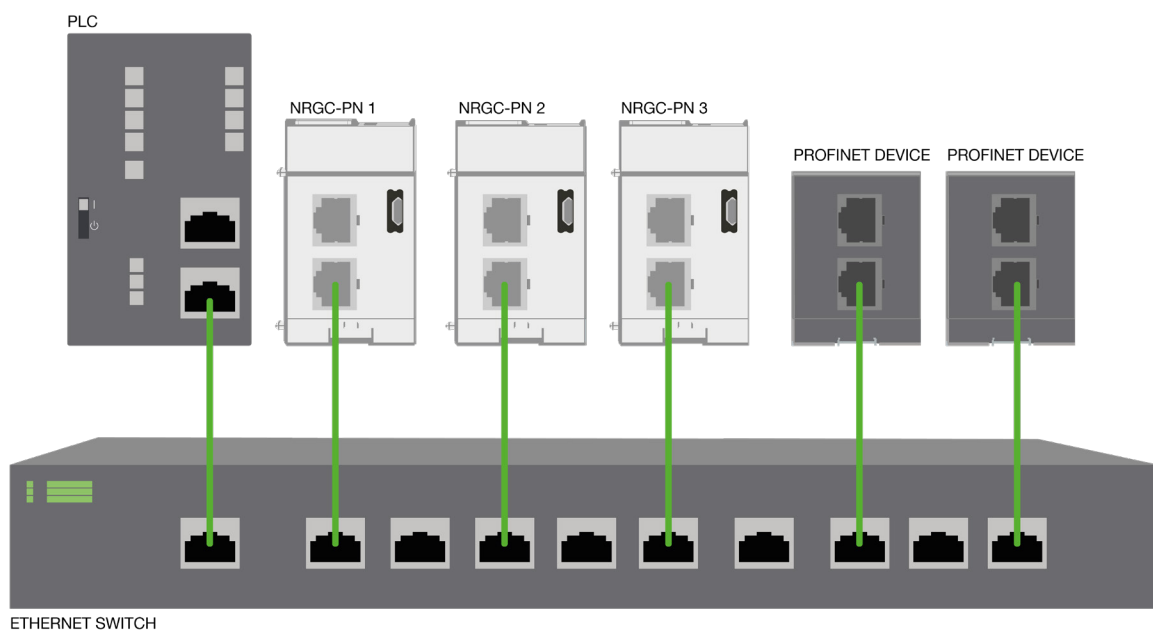 PLC
NRGC-PN 1
NRGC-PN 2
NRGC-PN 3
PROFINET DEVICE
PROFINET DEVICE
ETHERNET SWITCH